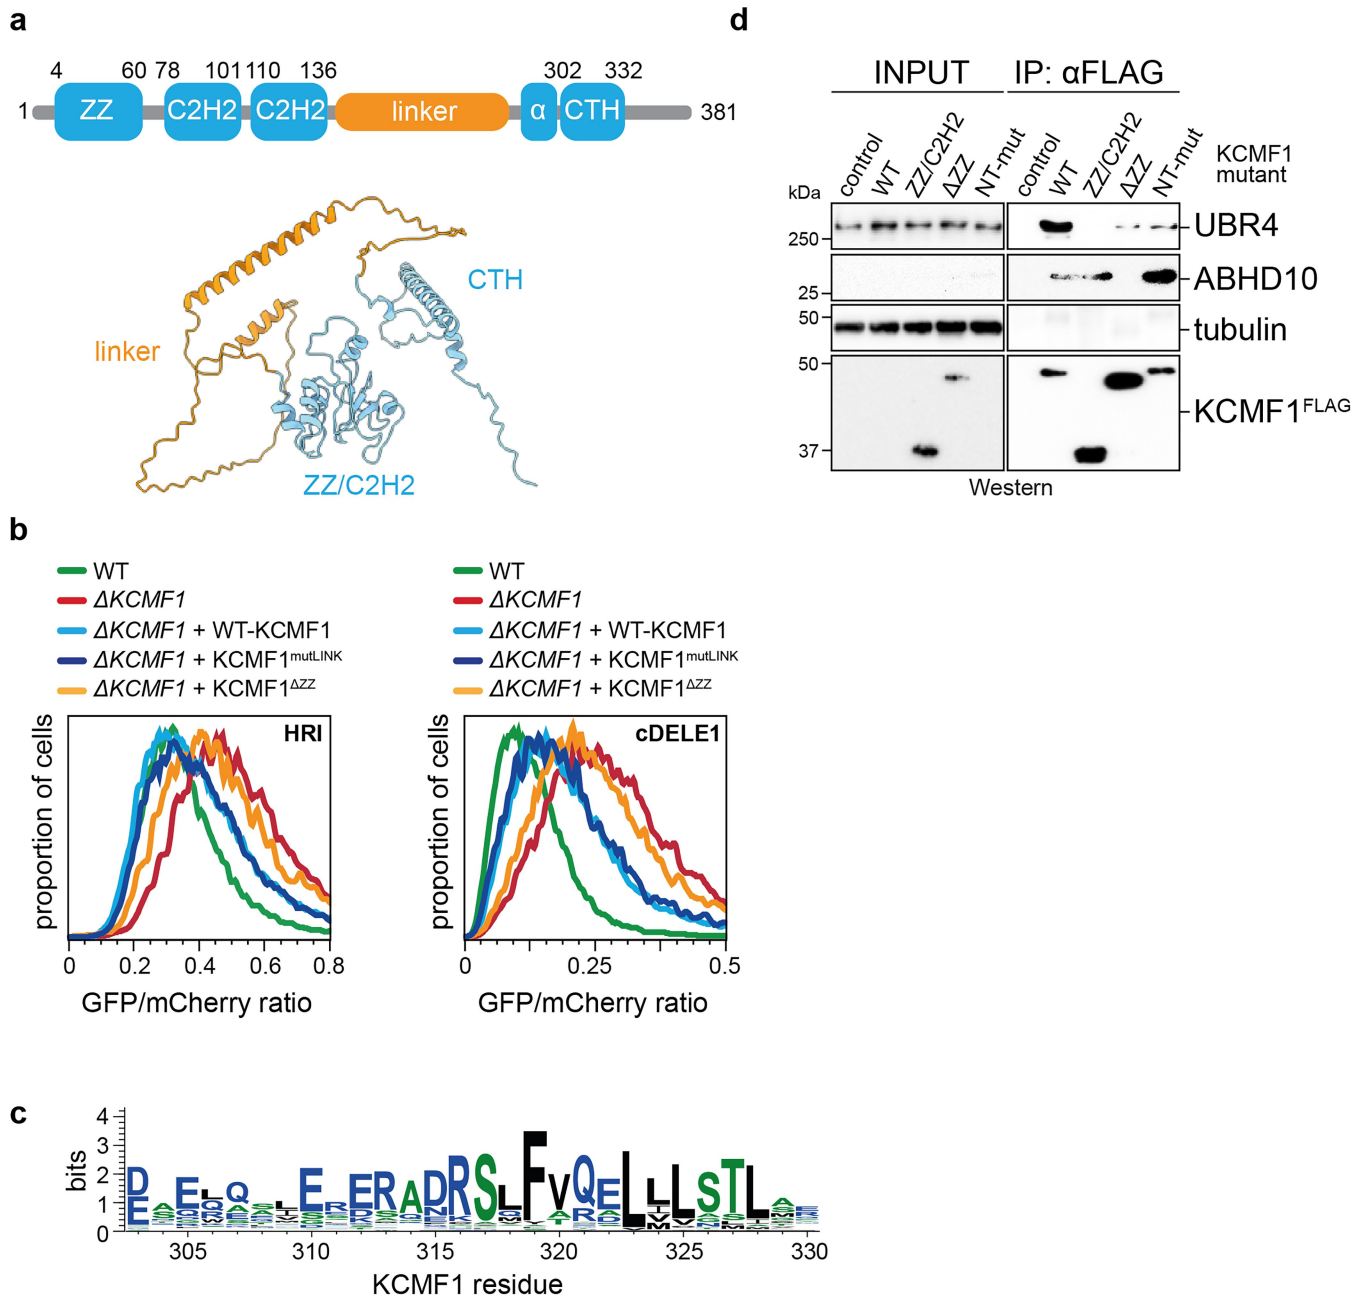 a
4 60 78 101 110 136 302 332
1 ZZ C2H2 C2H2 linker α CTH 381
CTH
linker
ZZ/C2H2
b
WT
ΔKCMF1
ΔKCMF1 + WT-KCMF1
ΔKCMF1 + KCMF1mutLINK
ΔKCMF1 + KCMF1ΔZZ
HRI
proportion of cells
0 0.2 0.4 0.6 0.8
GFP/mCherry ratio
WT
ΔKCMF1
ΔKCMF1 + WT-KCMF1
ΔKCMF1 + KCMF1mutLINK
ΔKCMF1 + KCMF1ΔZZ
cDELE1
proportion of cells
0 0.25 0.5
GFP/mCherry ratio
c
4
3
2
1
0
bits
305 310 315 320 325 330
KCMF1 residue
d
INPUT IP: αFLAG
control WT ZZ/C2H2 ΔZZ NT-mut control WT ZZ/C2H2 ΔZZ NT-mut
KCMF1
mutant
kDa
250 UBR4
25 ABHD10
50 tubulin
50
KCMF1FLAG
37
Western